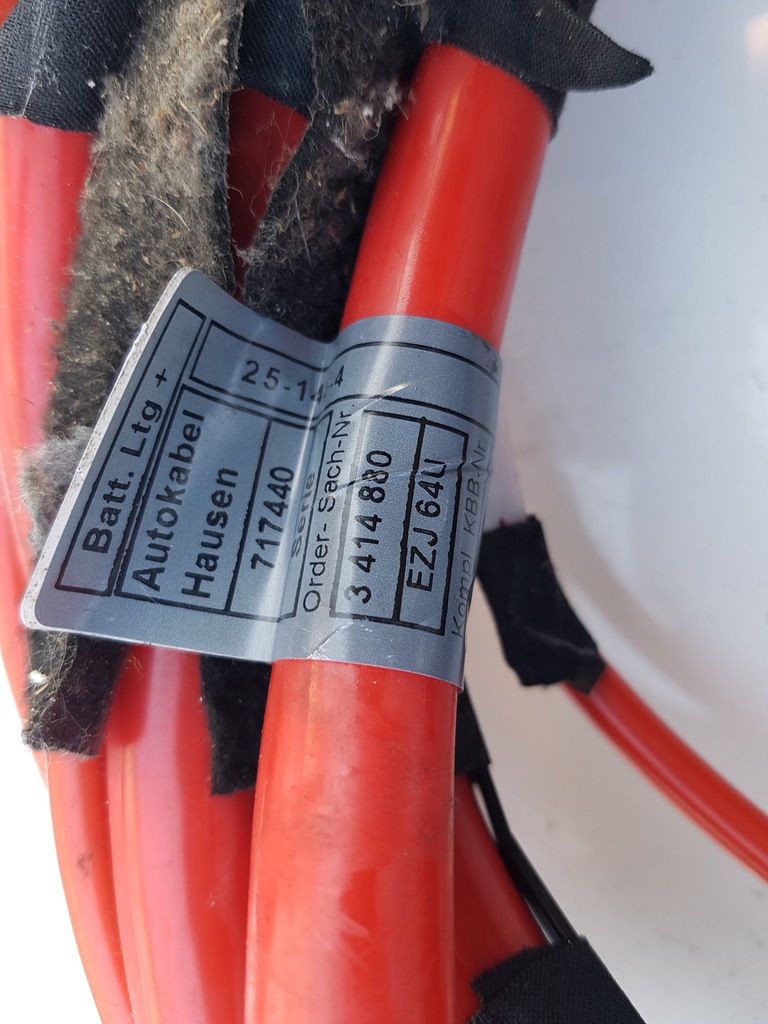 Batt. Ltg +
25-14-4
Autokabel
Hausen
717440
Serie
Order- Sach-Nr.
3 414 880
EZJ 64U
Kompl. KBB-Nr.